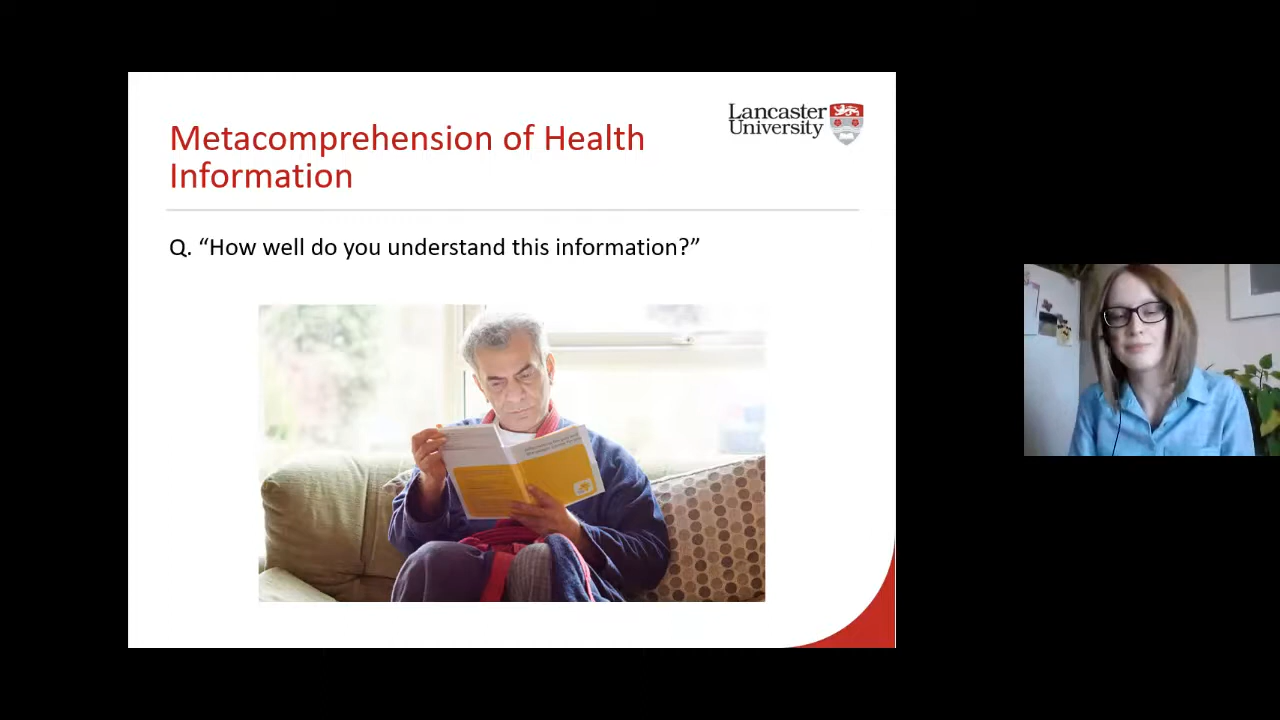 Metacomprehension of Health
Information
Lancaster
University
Q. “How well do you understand this information?”